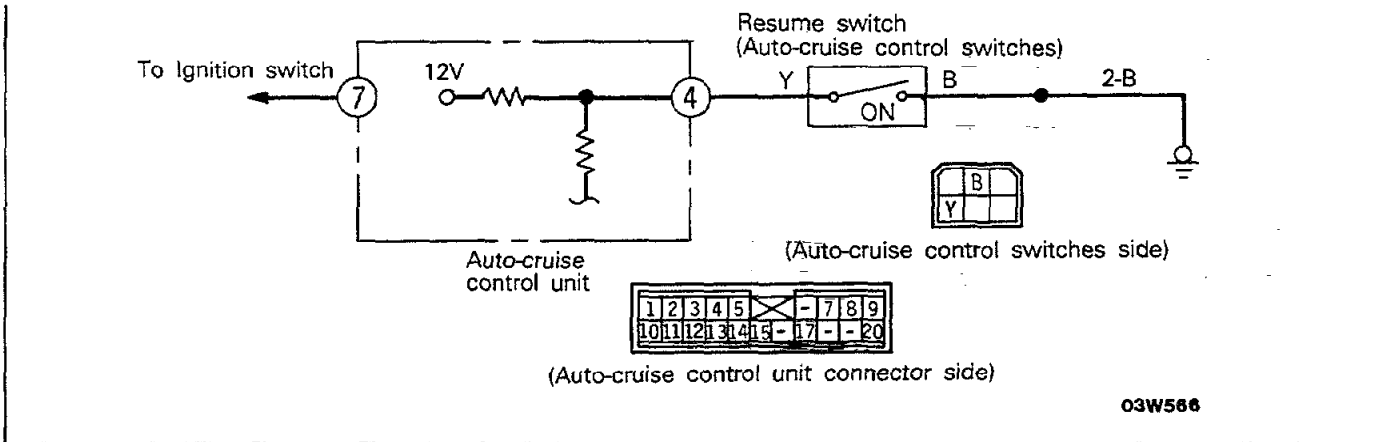 Resume switch
(Auto-cruise control switches)
To Ignition switch
7
12V
4
Y
ON
B
2-B
B
Y
(Auto-cruise control switches side)
Auto-cruise
control unit
1 2 3 4 5 - 7 8 9
10 11 12 13 14 15 - 17 - - 20
(Auto-cruise control unit connector side)
03W566